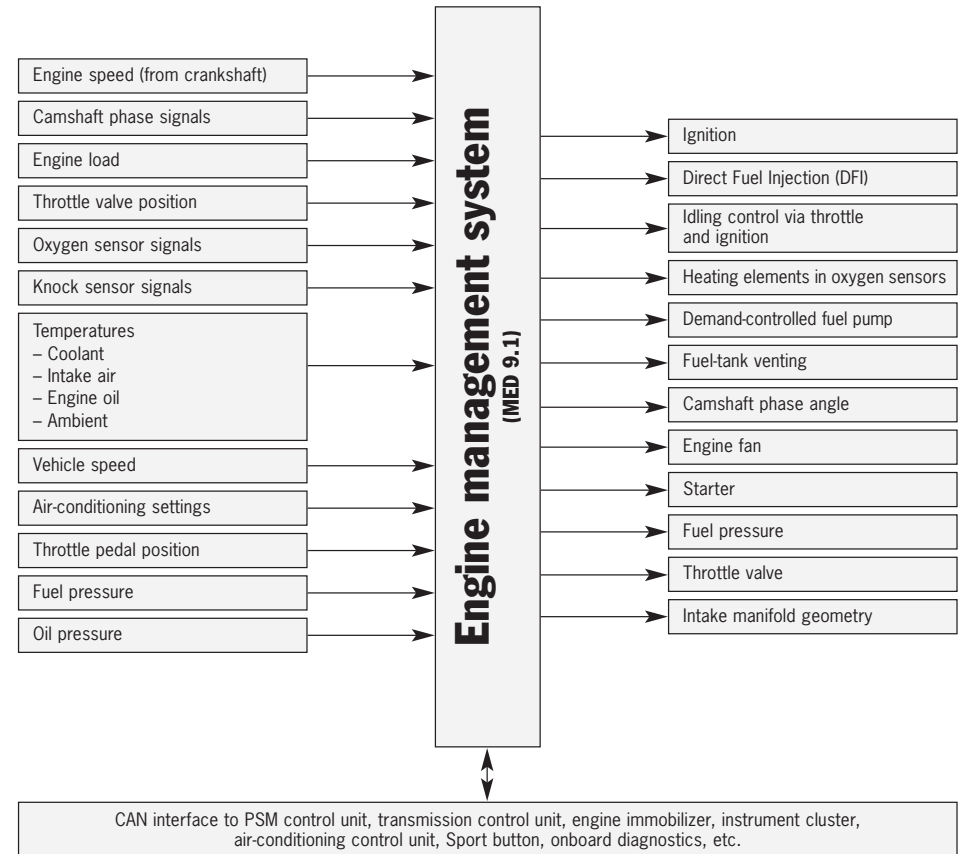 Engine speed (from crankshaft)
Camshaft phase signals
Engine load
Throttle valve position
Oxygen sensor signals
Knock sensor signals
Temperatures
– Coolant
– Intake air
– Engine oil
– Ambient
Vehicle speed
Air-conditioning settings
Throttle pedal position
Fuel pressure
Oil pressure
Engine management system
(MED 9.1)
Ignition
Direct Fuel Injection (DFI)
Idling control via throttle
and ignition
Heating elements in oxygen sensors
Demand-controlled fuel pump
Fuel-tank venting
Camshaft phase angle
Engine fan
Starter
Fuel pressure
Throttle valve
Intake manifold geometry
CAN interface to PSM control unit, transmission control unit, engine immobilizer, instrument cluster,
air-conditioning control unit, Sport button, onboard diagnostics, etc.